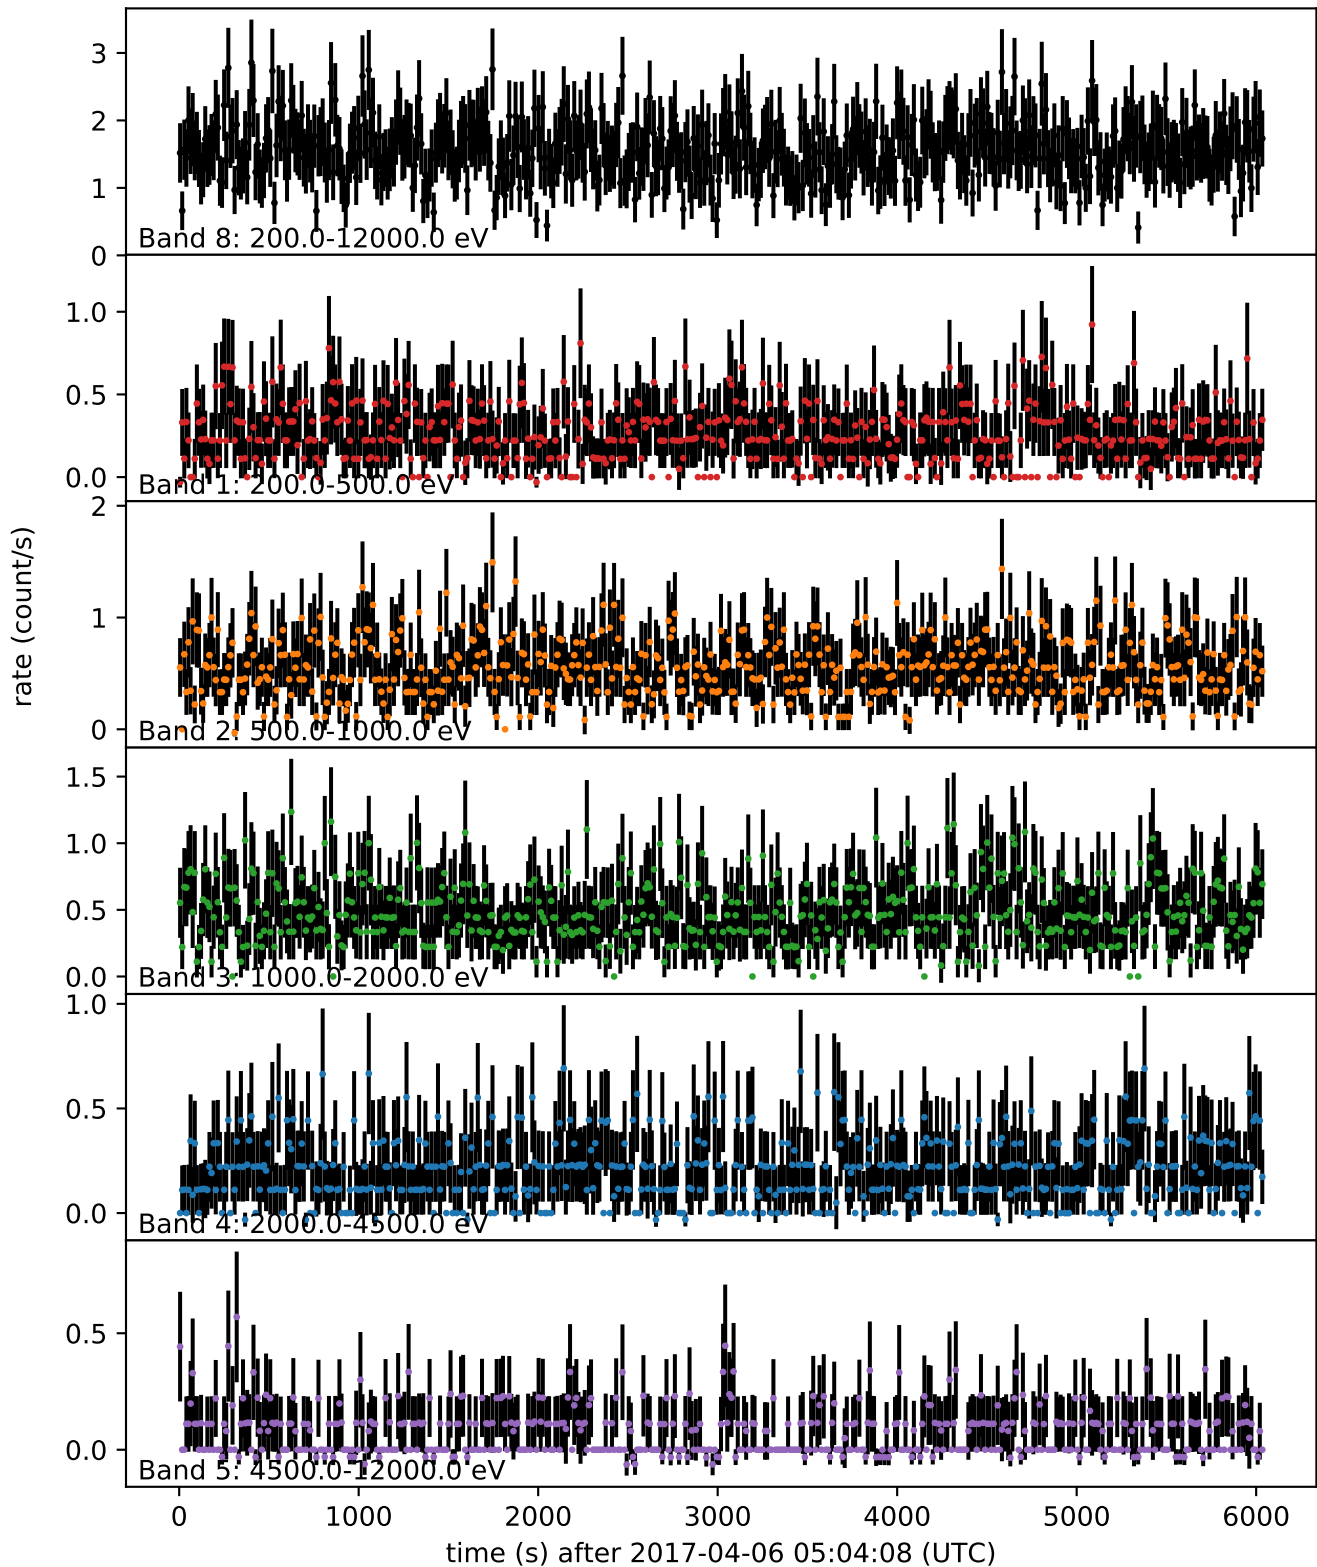 3
2
1
0
Band 8: 200.0-12000.0 eV
1.0
0.5
0.0
Band 1: 200.0-500.0 eV
2
1
0
Band 2: 500.0-1000.0 eV
rate (count/s)
1.5
1.0
0.5
0.0
Band 3: 1000.0-2000.0 eV
1.0
0.5
0.0
Band 4: 2000.0-4500.0 eV
0.5
0.0
Band 5: 4500.0-12000.0 eV
0 1000 2000 3000 4000 5000 6000
time (s) after 2017-04-06 05:04:08 (UTC)